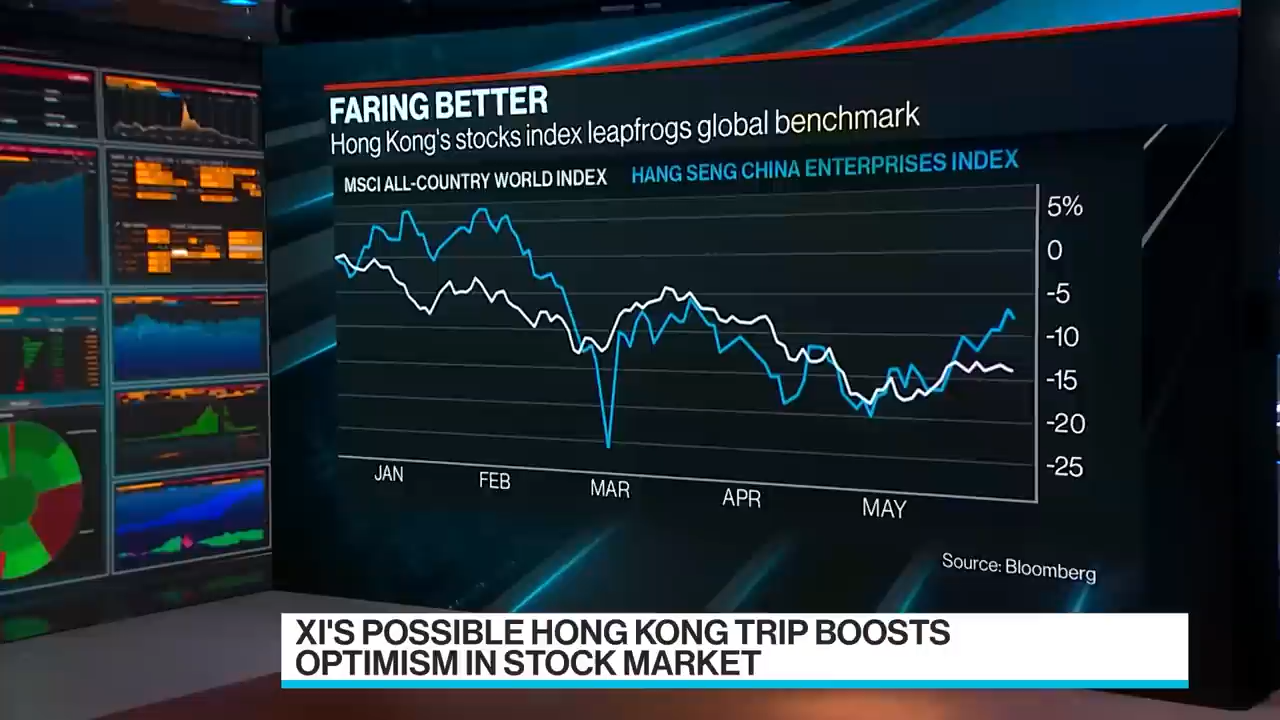 FARING BETTER
Hong Kong's stocks index leapfrogs global benchmark
MSCI ALL-COUNTRY WORLD INDEX HANG SENG CHINA ENTERPRISES INDEX
5%
0
-5
-10
-15
-20
-25
JAN FEB MAR APR MAY
Source: Bloomberg
XI'S POSSIBLE HONG KONG TRIP BOOSTS
OPTIMISM IN STOCK MARKET